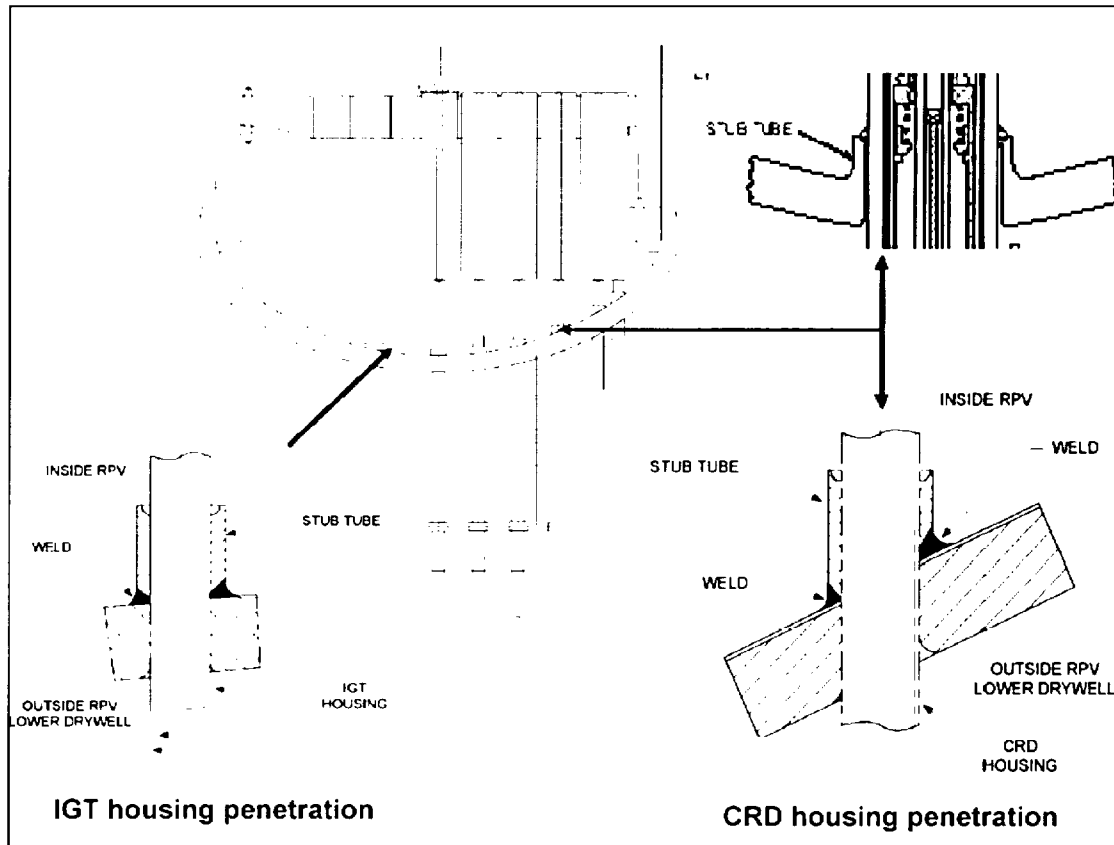 STUB TUBE
INSIDE RPV
WELD
STUB TUBE
INSIDE RPV
STUB TUBE
WELD
WELD
OUTSIDE RPV
LOWER DRYWELL
IGT
HOUSING
OUTSIDE RPV
LOWER DRYWELL
CRD
HOUSING
IGT housing penetration
CRD housing penetration